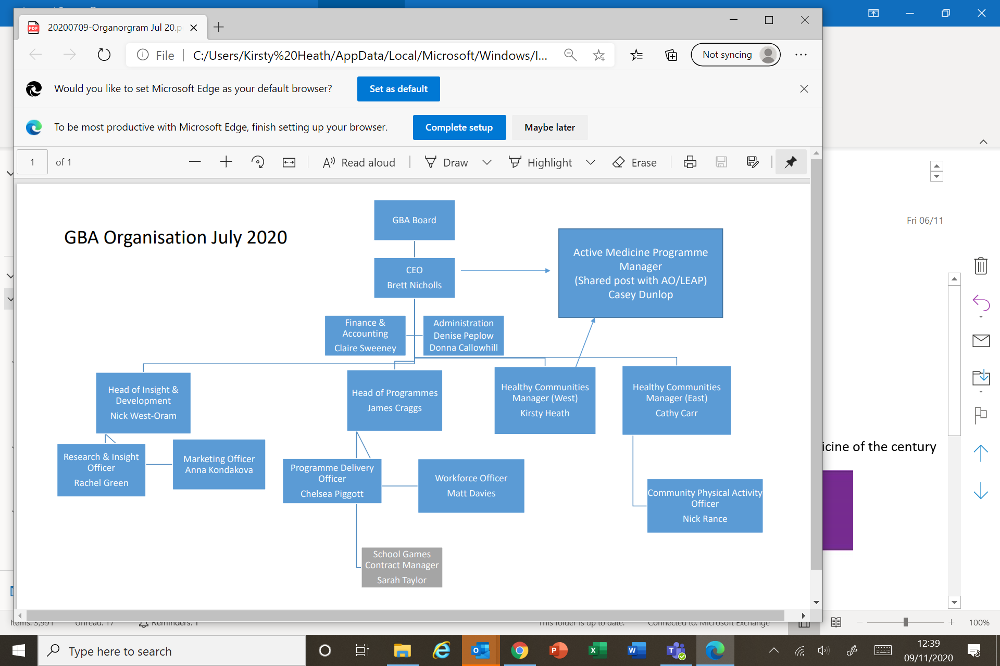 20200709-Organorgram Jul 20.p
File
C:/Users/Kirsty%20Heath/AppData/Local/Microsoft/Windows/I...
Not syncing
Would you like to set Microsoft Edge as your default browser?
Set as default
To be most productive with Microsoft Edge, finish setting up your browser.
Complete setup
Maybe later
1
of 1
Read aloud
Draw
Highlight
Erase
GBA Organisation July 2020
GBA Board
CEO
Brett Nicholls
Active Medicine Programme
Manager
(Shared post with AO/LEAP)
Casey Dunlop
Finance &
Accounting
Claire Sweeney
Administration
Denise Peplow
Donna Callowhill
Head of Insight &
Development
Nick West-Oram
Head of Programmes
James Craggs
Healthy Communities
Manager (West)
Kirsty Heath
Healthy Communities
Manager (East)
Cathy Carr
Research & Insight
Officer
Rachel Green
Marketing Officer
Anna Kondakova
Programme Delivery
Officer
Chelsea Piggott
Workforce Officer
Matt Davies
Community Physical Activity
Officer
Nick Rance
School Games
Contract Manager
Sarah Taylor
Fri 06/11
icine of the century
Items: 3,991
Unread: 17
Reminders: 1
This folder is up to date.
Connected to: Microsoft Exchange
100%
Type here to search
12:39
09/11/2020